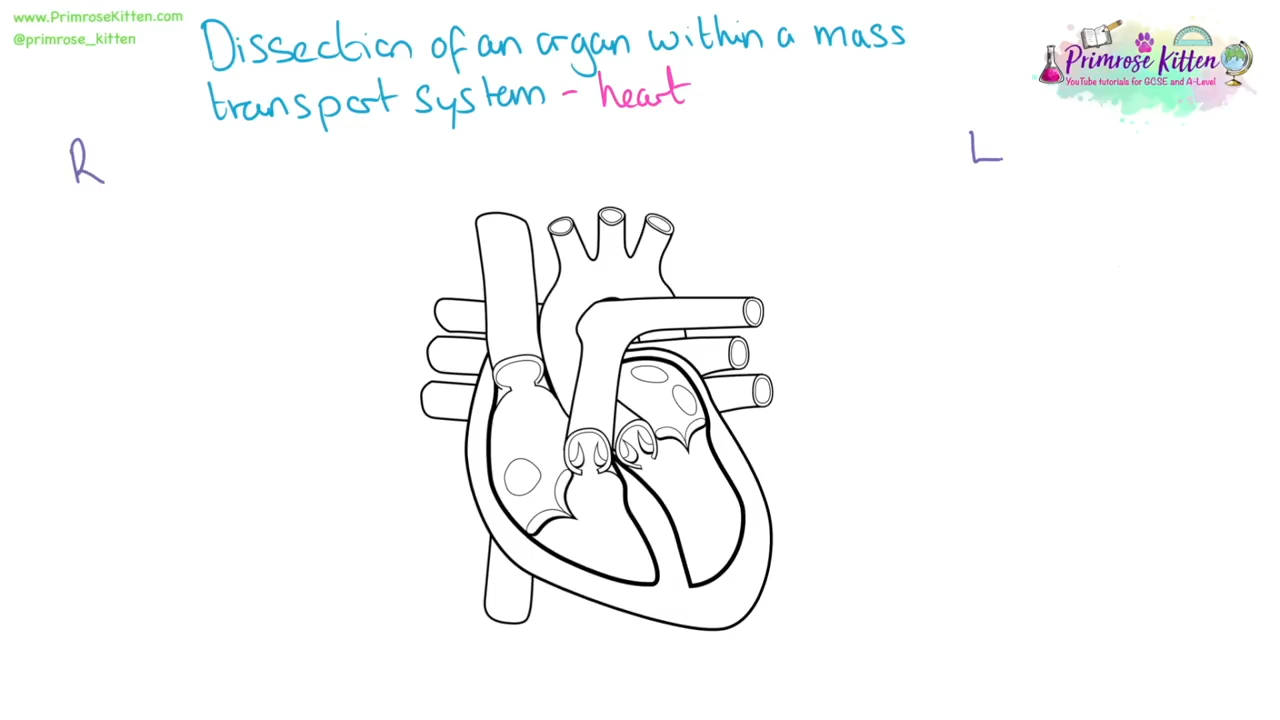 www.PrimroseKitten.com
@primrose_kitten
Dissection of an organ within a mass
transport system - heart
Primrose Kitten
YouTube tutorials for GCSE and A-Level
R
L